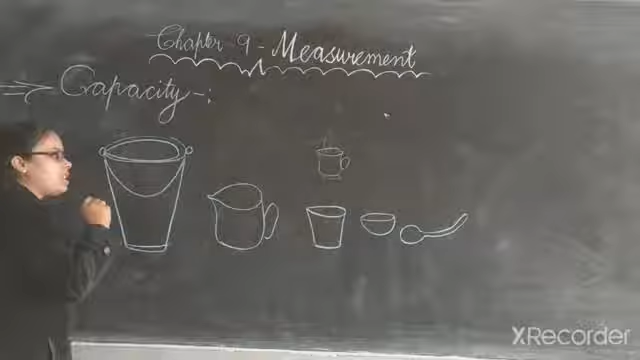 Chapter 9 - Measurement
⇒ Capacity -:
XRecorder